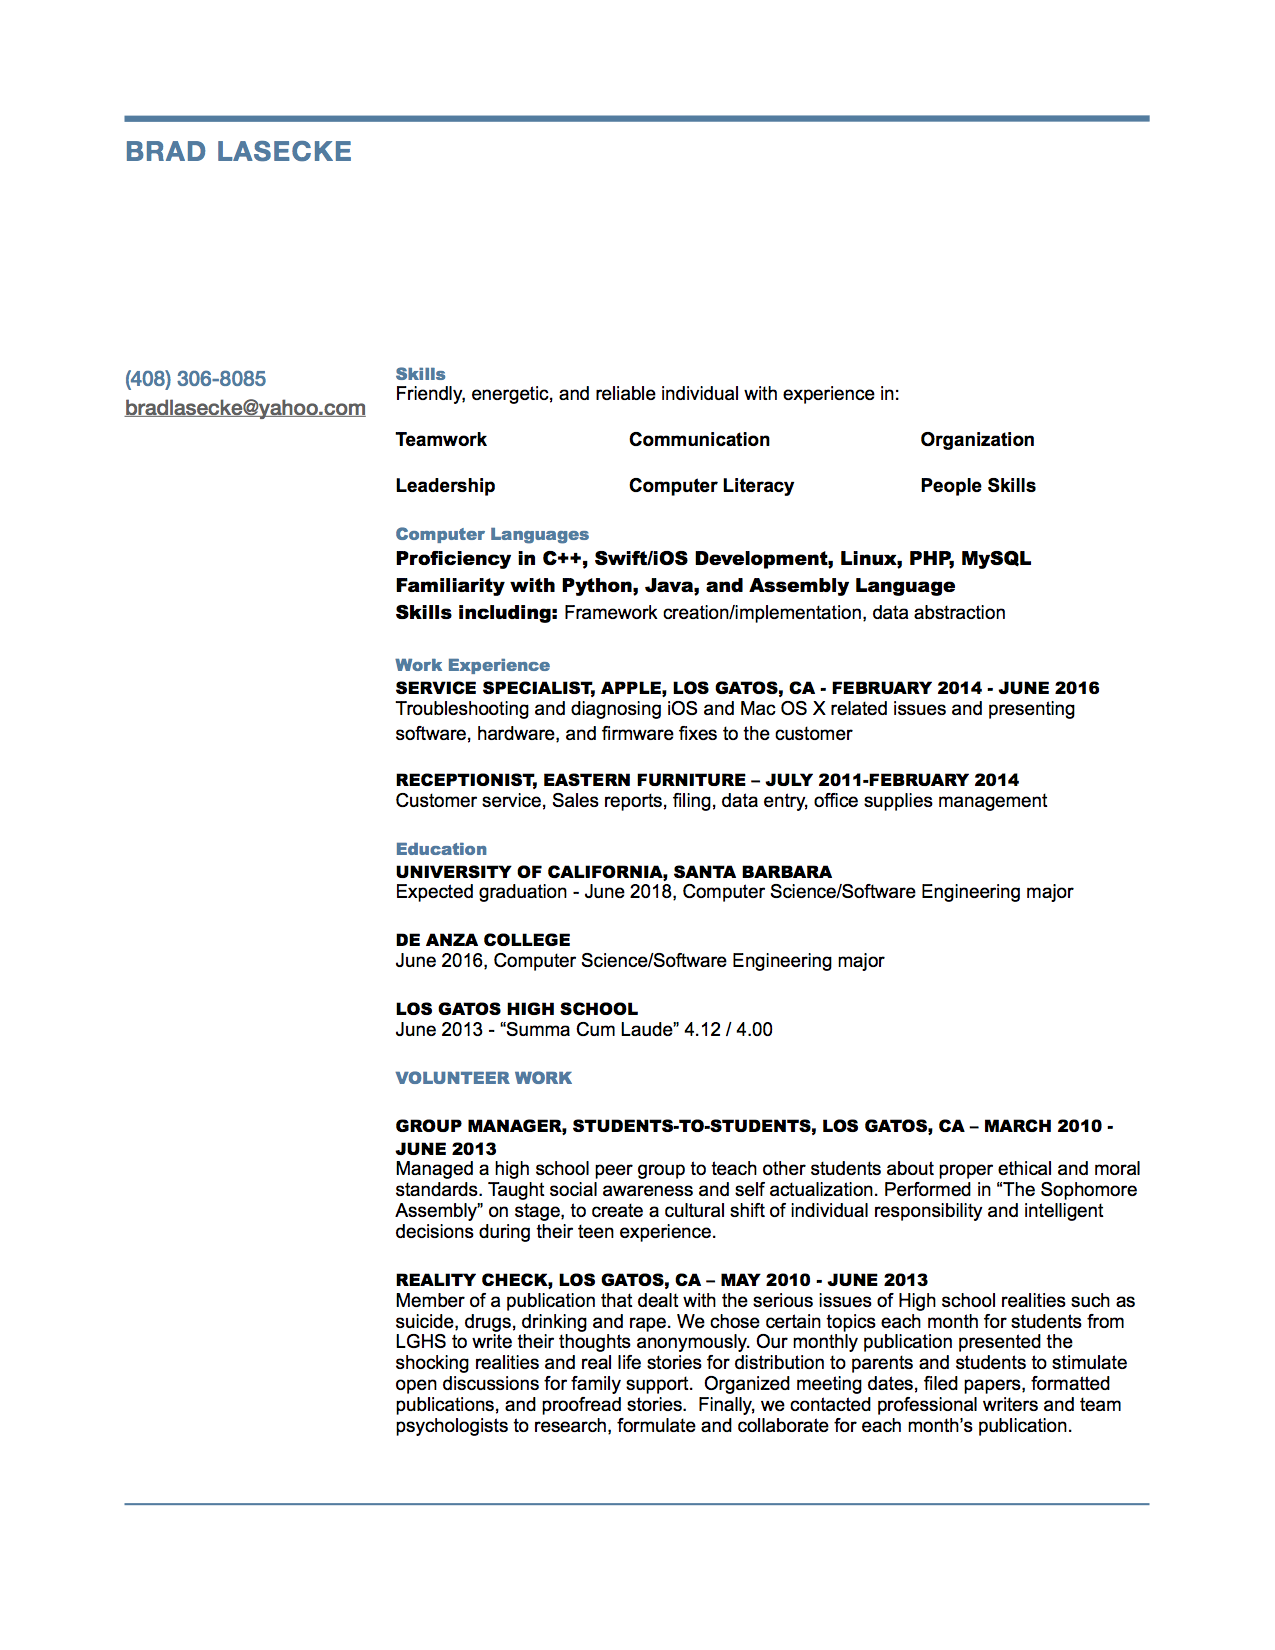 BRAD LASECKE
(408) 306-8085
bradlasecke@yahoo.com
Skills
Friendly, energetic, and reliable individual with experience in:
Teamwork Communication Organization
Leadership Computer Literacy People Skills
Computer Languages
Proficiency in C++, Swift/iOS Development, Linux, PHP, MySQL
Familiarity with Python, Java, and Assembly Language
Skills including: Framework creation/implementation, data abstraction
Work Experience
SERVICE SPECIALIST, APPLE, LOS GATOS, CA - FEBRUARY 2014 - JUNE 2016
Troubleshooting and diagnosing iOS and Mac OS X related issues and presenting
software, hardware, and firmware fixes to the customer
RECEPTIONIST, EASTERN FURNITURE – JULY 2011-FEBRUARY 2014
Customer service, Sales reports, filing, data entry, office supplies management
Education
UNIVERSITY OF CALIFORNIA, SANTA BARBARA
Expected graduation - June 2018, Computer Science/Software Engineering major
DE ANZA COLLEGE
June 2016, Computer Science/Software Engineering major
LOS GATOS HIGH SCHOOL
June 2013 - “Summa Cum Laude” 4.12 / 4.00
VOLUNTEER WORK
GROUP MANAGER, STUDENTS-TO-STUDENTS, LOS GATOS, CA – MARCH 2010 -
JUNE 2013
Managed a high school peer group to teach other students about proper ethical and moral
standards. Taught social awareness and self actualization. Performed in “The Sophomore
Assembly” on stage, to create a cultural shift of individual responsibility and intelligent
decisions during their teen experience.
REALITY CHECK, LOS GATOS, CA – MAY 2010 - JUNE 2013
Member of a publication that dealt with the serious issues of High school realities such as
suicide, drugs, drinking and rape. We chose certain topics each month for students from
LGHS to write their thoughts anonymously. Our monthly publication presented the
shocking realities and real life stories for distribution to parents and students to stimulate
open discussions for family support.  Organized meeting dates, filed papers, formatted
publications, and proofread stories.  Finally, we contacted professional writers and team
psychologists to research, formulate and collaborate for each month’s publication.